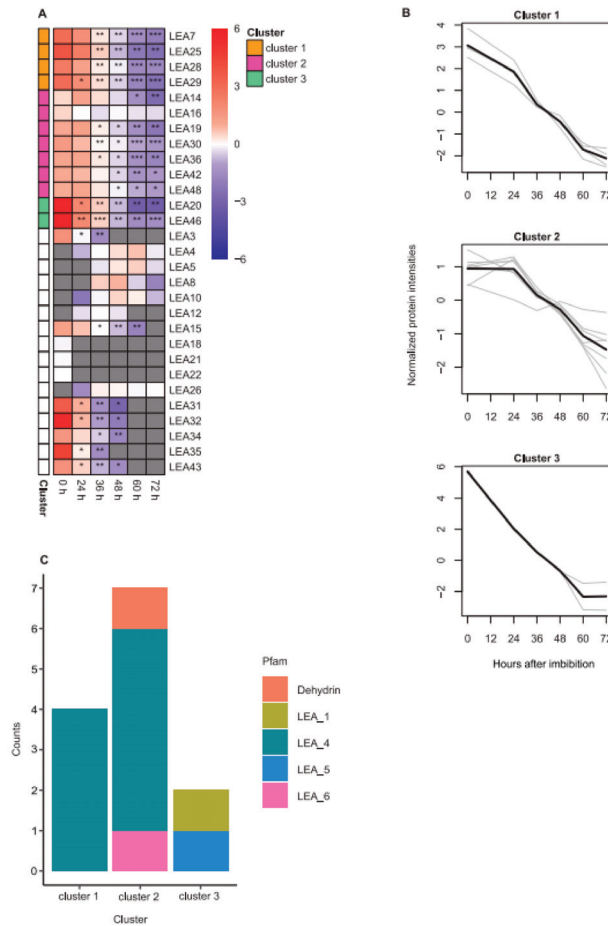 A
6
3
0
−3
−6
Cluster
cluster 1
cluster 2
cluster 3
** ** *** *** LEA7
** ** ** ** LEA25
** ** *** *** LEA28
* ** ** *** *** LEA29
* ** LEA14
LEA16
* * ** ** LEA19
** * *** *** LEA30
* * *** ** LEA36
* ** * LEA42
* * * LEA48
* ** ** ** ** LEA20
** *** ** ** *** LEA46
* ** LEA3
LEA4
LEA5
LEA8
LEA10
LEA12
* ** ** LEA15
LEA18
LEA21
LEA22
LEA26
* ** * LEA31
* ** ** LEA32
* ** LEA34
* ** LEA35
* ** * LEA43
Cluster
0 h
24 h
36 h
48 h
60 h
72 h
B
Cluster 1
4
3
2
1
0
−1
−2
0 12 24 36 48 60 72
Cluster 2
1
0
−1
−2
0 12 24 36 48 60 72
Normalized protein intensities
Cluster 3
6
4
2
0
−2
0 12 24 36 48 60 72
Hours after imbibition
C
7
6
5
4
3
2
1
0
Counts
cluster 1 cluster 2 cluster 3
Cluster
Pfam
Dehydrin
LEA_1
LEA_4
LEA_5
LEA_6